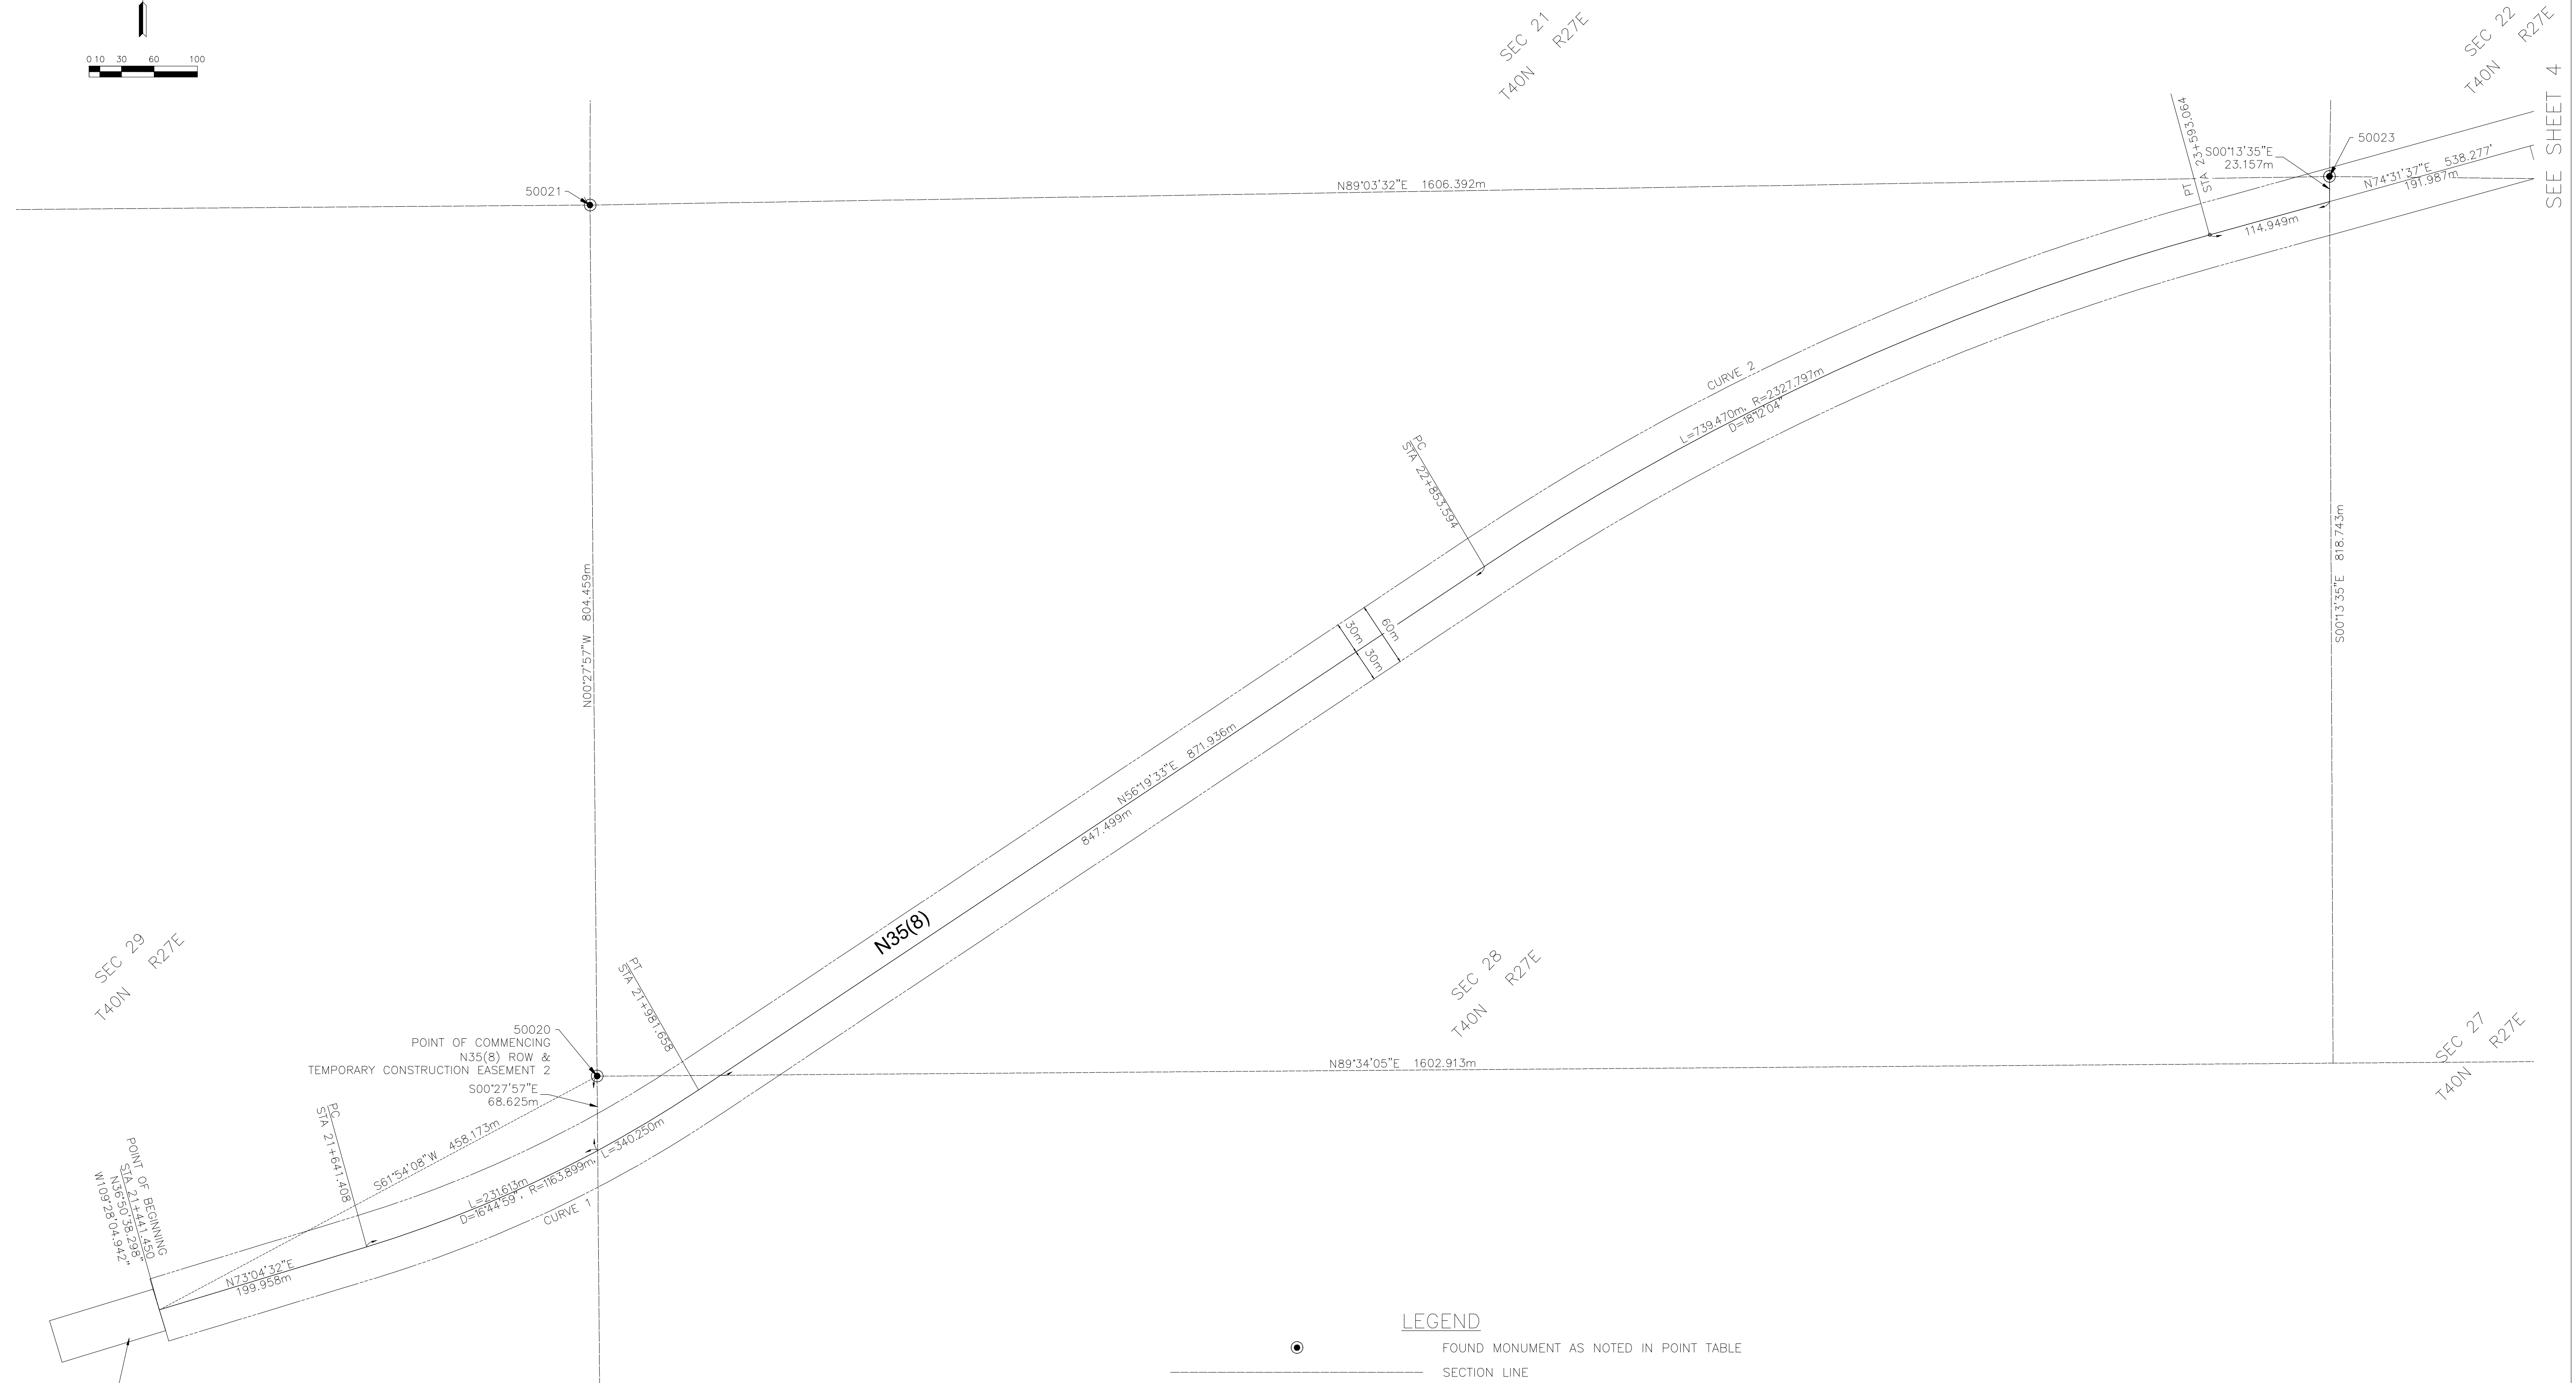 0 10 30 60 100
SEC 21
R27E
T40N
SEC 22
R27E
T40N
SEE SHEET 4
50021
N89°03'32"E 1606.392m
PT
STA 23+593.064
S00°13'35"E
23.157m
50023
N74°31'37"E 538.277'
191.987m
114.949m
CURVE 2
L=739.470m, R=2327.797m
D=18°12'04"
PC
STA 22+853.594
N00°27'57"W 804.459m
S00°13'35"E 818.743m
30m
60m
30m
N56°19'33"E 871.936m
847.499m
N35(8)
SEC 29
R27E
T40N
SEC 28
R27E
T40N
SEC 27
R27E
T40N
PT
STA 21+981.658
50020
POINT OF COMMENCING
N35(8) ROW &
TEMPORARY CONSTRUCTION EASEMENT 2
S00°27'57"E
68.625m
N89°34'05"E 1602.913m
PC
STA 21+641.408
S61°54'08"W 458.173m
L=231.613m
D=16°44'59", R=1163.899m, L=340.250m
CURVE 1
POINT OF BEGINNING
STA 21+441.450
N36°50'38.298"
W109°28'04.942"
N73°04'32"E
199.958m
LEGEND
FOUND MONUMENT AS NOTED IN POINT TABLE
SECTION LINE